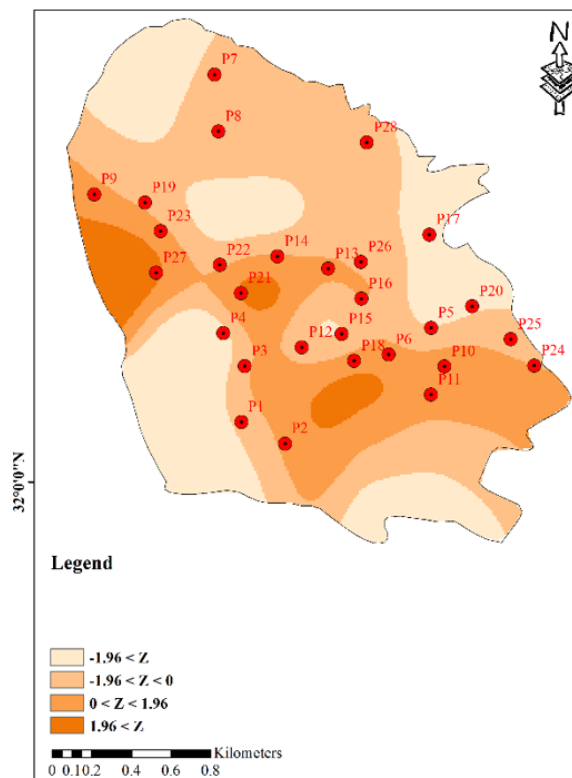 N
P7
P8
P28
P9
P19
P23
P17
P27
P22
P14
P13
P26
P21
P16
P20
P4
P12
P15
P5
P25
P3
P18
P6
P10
P24
P11
P1
P2
32°0'0"N
Legend
-1.96 < Z
-1.96 < Z < 0
0 < Z < 1.96
1.96 < Z
Kilometers
0 0.1 0.2 0.4 0.6 0.8